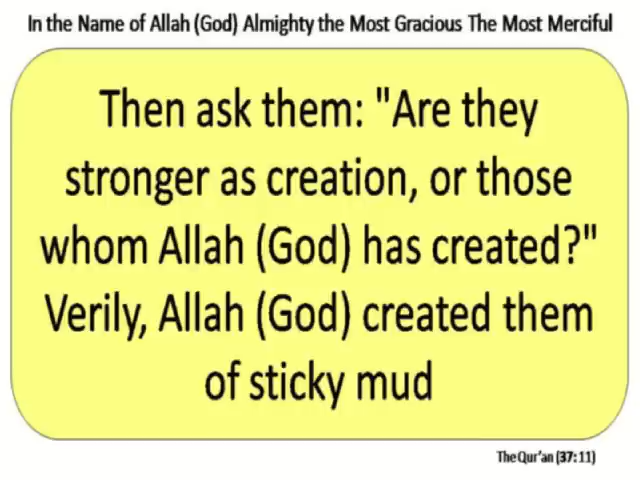 In the Name of Allah (God) Almighty the Most Gracious The Most Merciful
Then ask them: "Are they
stronger as creation, or those
whom Allah (God) has created?"
Verily, Allah (God) created them
of sticky mud
The Qur'an (37:11)